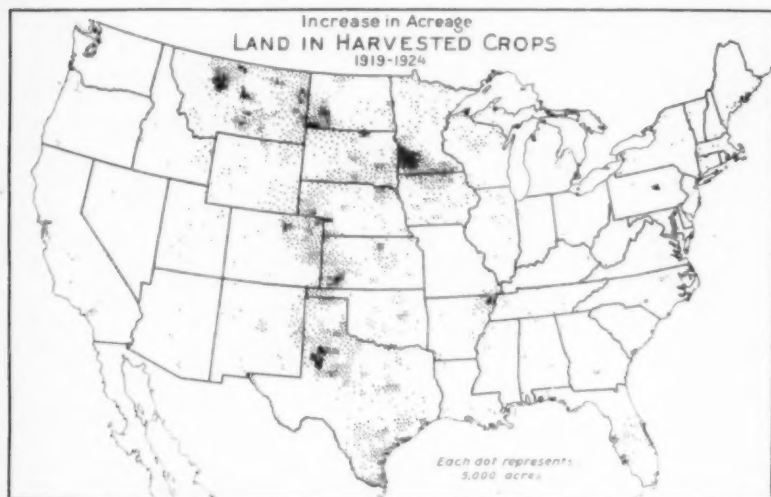 Increase in Acreage
LAND IN HARVESTED CROPS
1919-1924
Each dot represents
5,000 acres